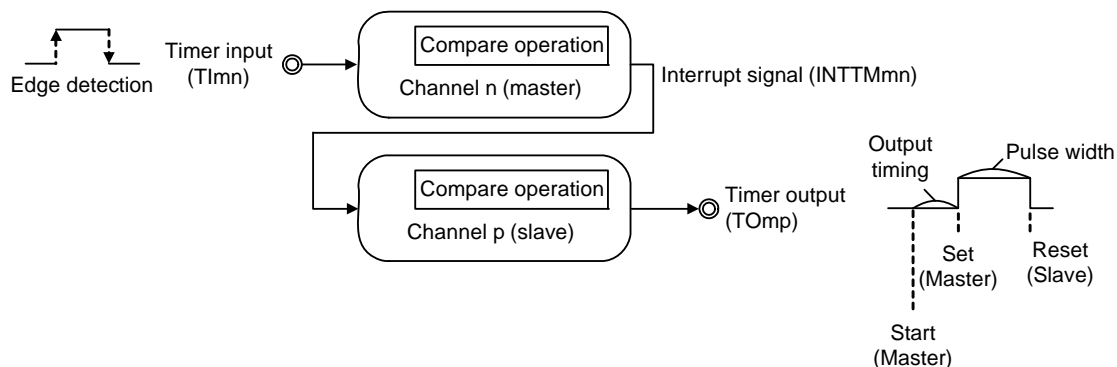 Edge detection
Timer input
(TImn)
Compare operation
Channel n (master)
Interrupt signal (INTTMmn)
Compare operation
Channel p (slave)
Timer output
(TOmp)
Output
timing
Pulse width
Set
(Master)
Reset
(Slave)
Start
(Master)